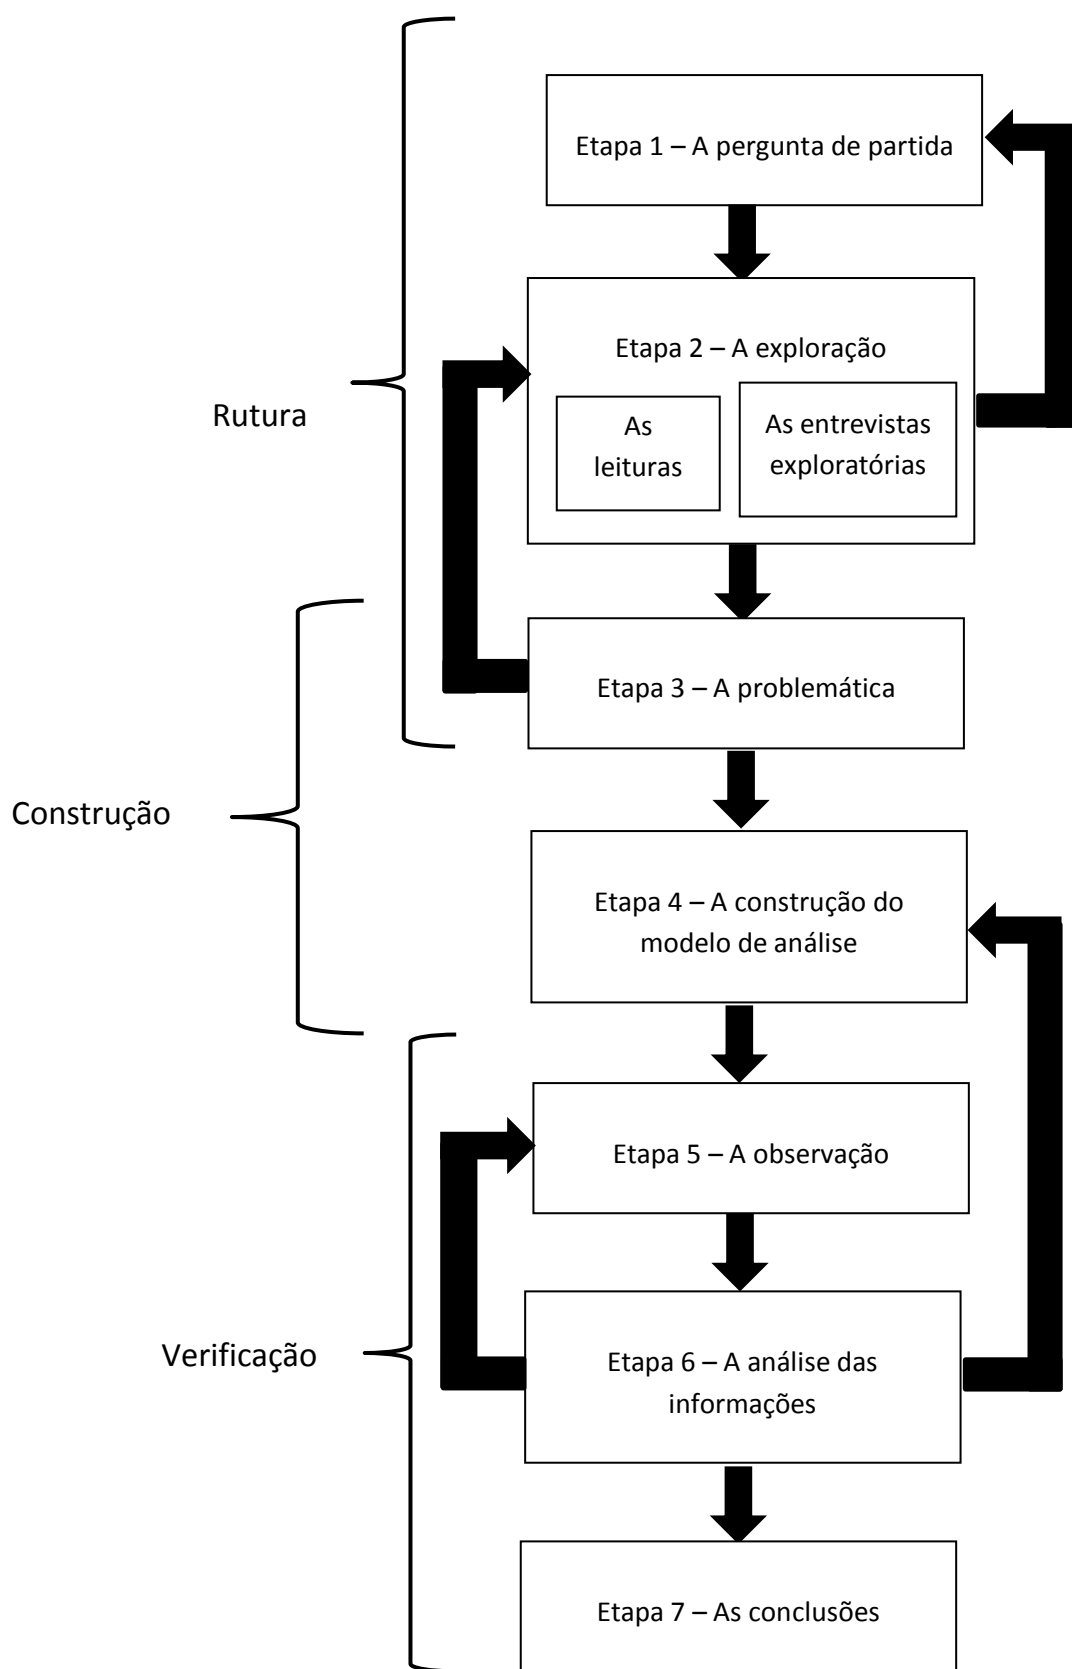 Etapa 1 – A pergunta de partida
Etapa 2 – A exploração
As
leituras
As entrevistas
exploratórias
Rutura
Etapa 3 – A problemática
Construção
Etapa 4 – A construção do
modelo de análise
Etapa 5 – A observação
Verificação
Etapa 6 – A análise das
informações
Etapa 7 – As conclusões